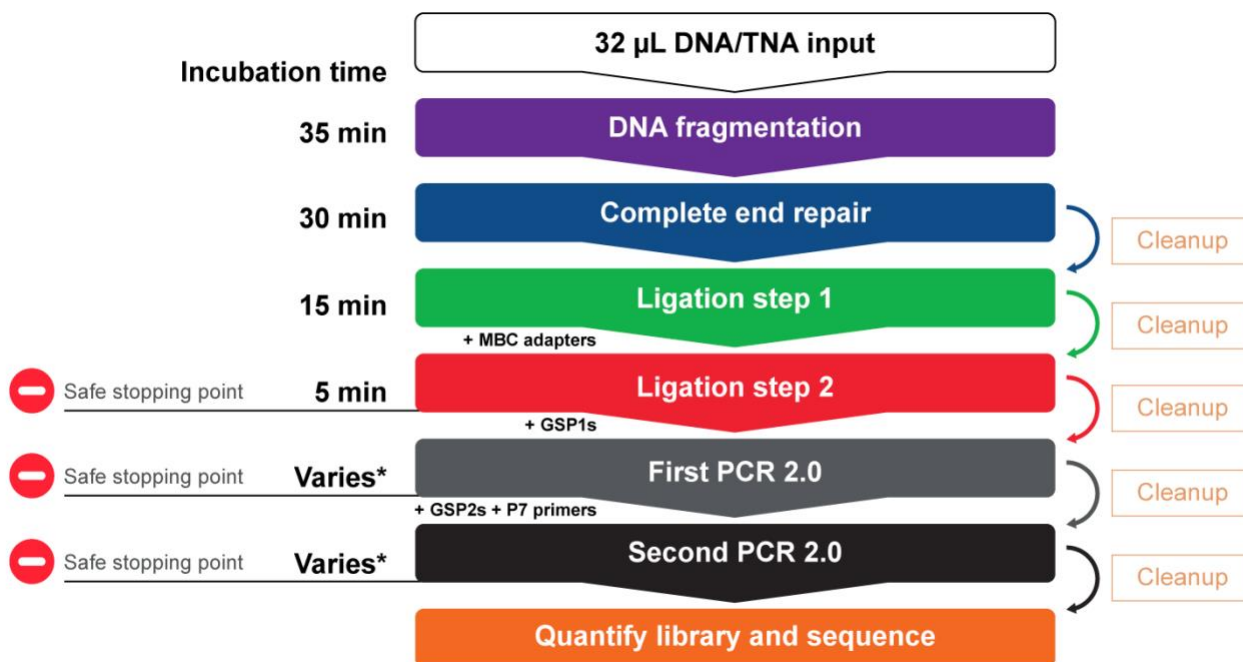 32 µL DNA/TNA input
Incubation time
35 min
DNA fragmentation
30 min
Complete end repair
Cleanup
15 min
Ligation step 1
Cleanup
+ MBC adapters
Safe stopping point
5 min
Ligation step 2
Cleanup
+ GSP1s
Safe stopping point
Varies*
First PCR 2.0
Cleanup
+ GSP2s + P7 primers
Safe stopping point
Varies*
Second PCR 2.0
Cleanup
Quantify library and sequence